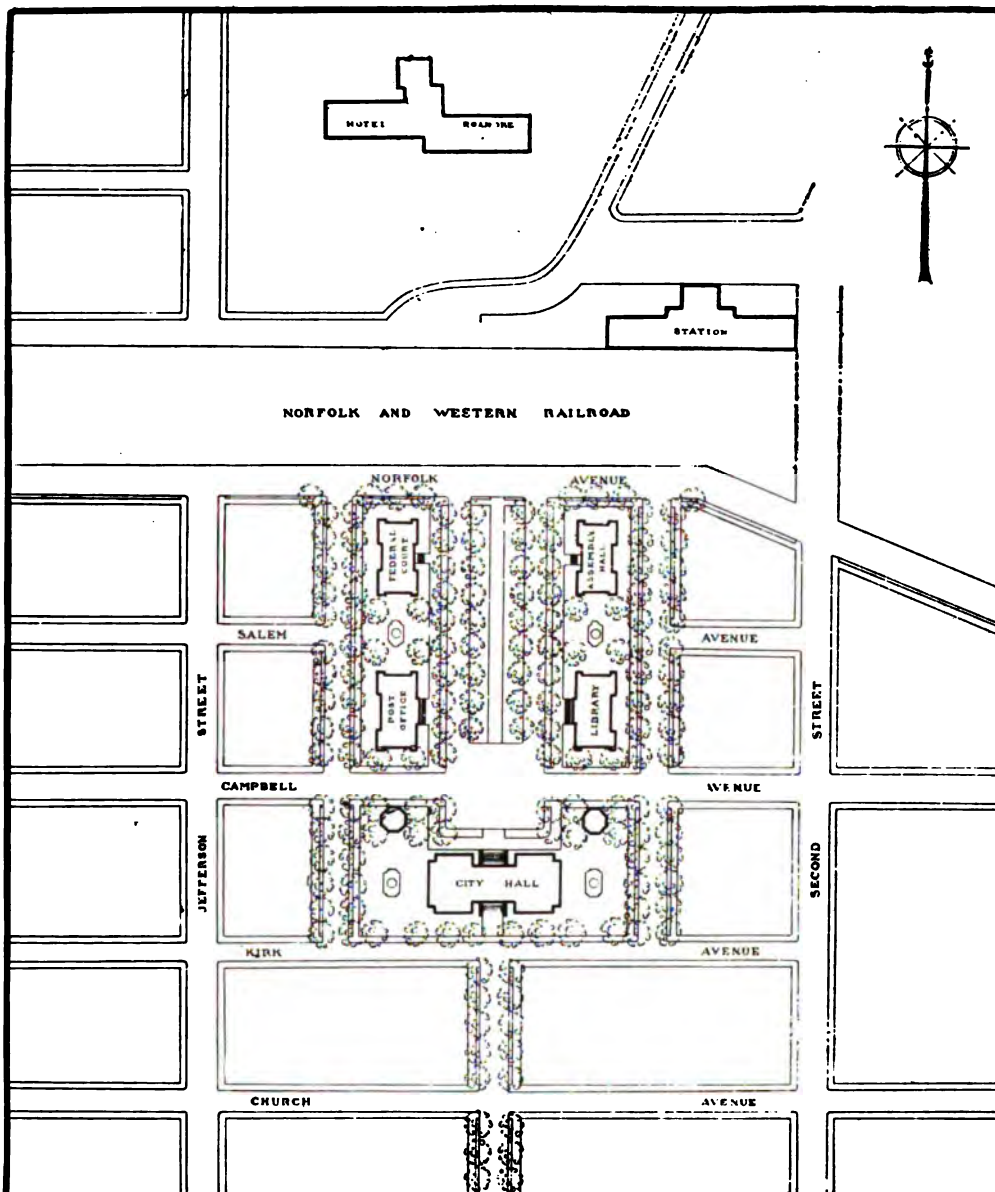 HOTEL ROANOKE
STATION
NORFOLK AND WESTERN RAILROAD
NORFOLK AVENUE
FEDERAL
COURT
ASSEMBLY
HALL
SALEM AVENUE
POST
OFFICE
LIBRARY
STREET
STREET
CAMPBELL AVENUE
JEFFERSON
SECOND
CITY HALL
KIRK AVENUE
CHURCH AVENUE